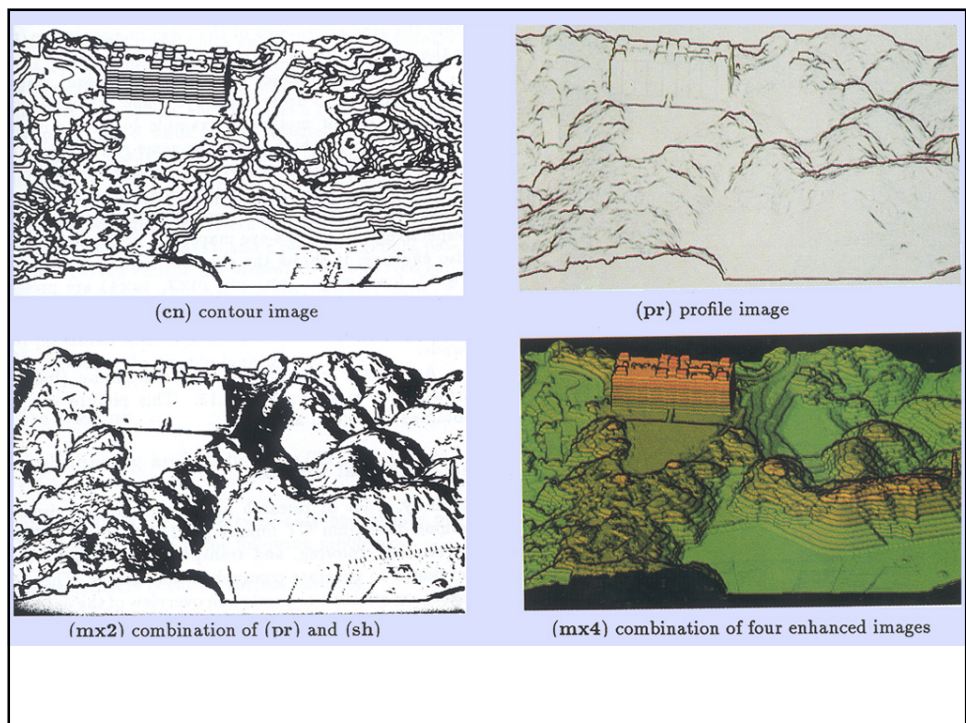 (cn) contour image
(pr) profile image
(mx2) combination of (pr) and (sh)
(mx4) combination of four enhanced images